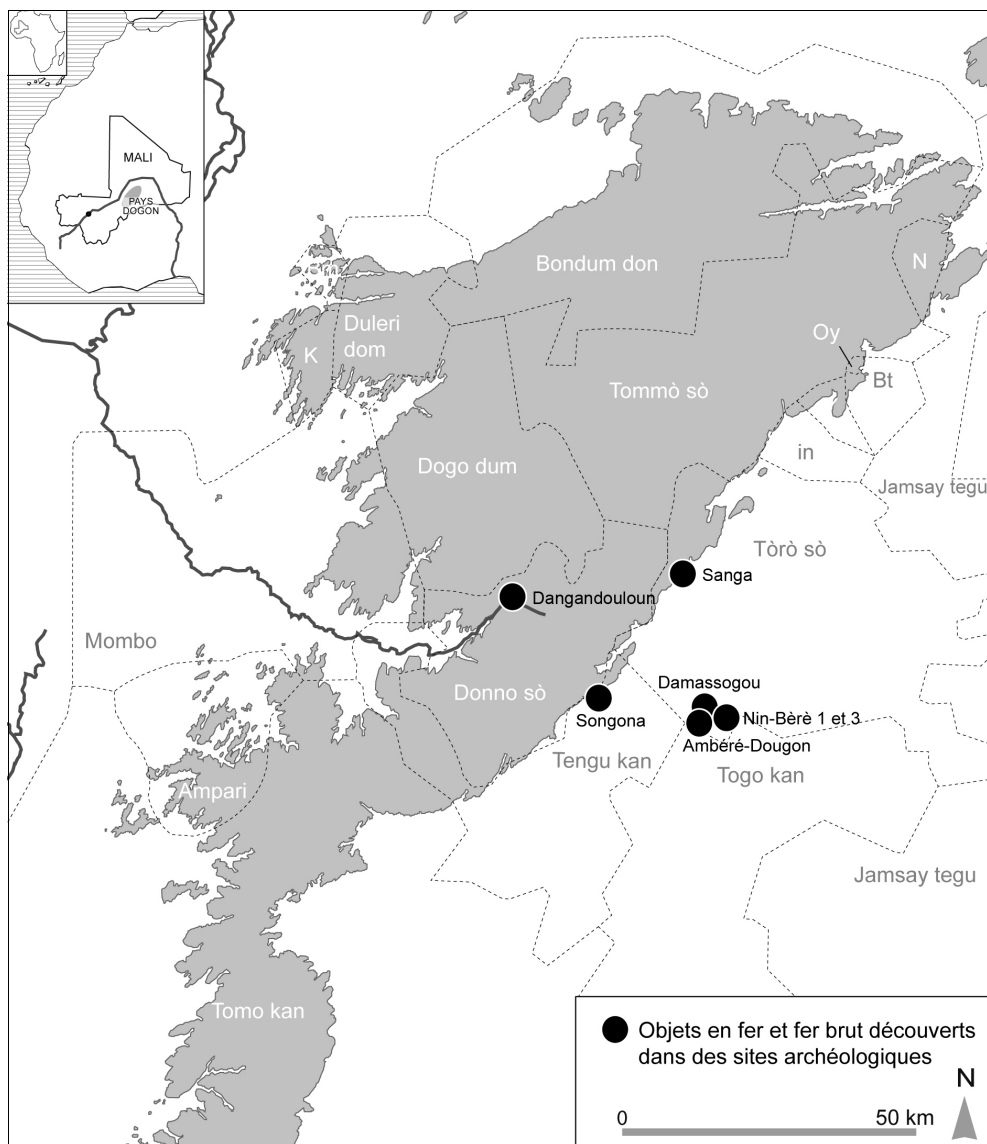 MALI
PAYS
DOGON
Bondum don
N
Duleri
dom
K
Oy
Bt
Tommò sò
in
Dogo dum
Jamsay tegu
Tòrò sò
Sanga
Dangandouloun
Mombo
Donno sò
Damassogou
Songona
Nin-Bèrè 1 et 3
Ambéré-Dougon
Tengu kan
Togo kan
Ampari
Jamsay tegu
Tomo kan
Objets en fer et fer brut découverts
dans des sites archéologiques
N
0
50 km